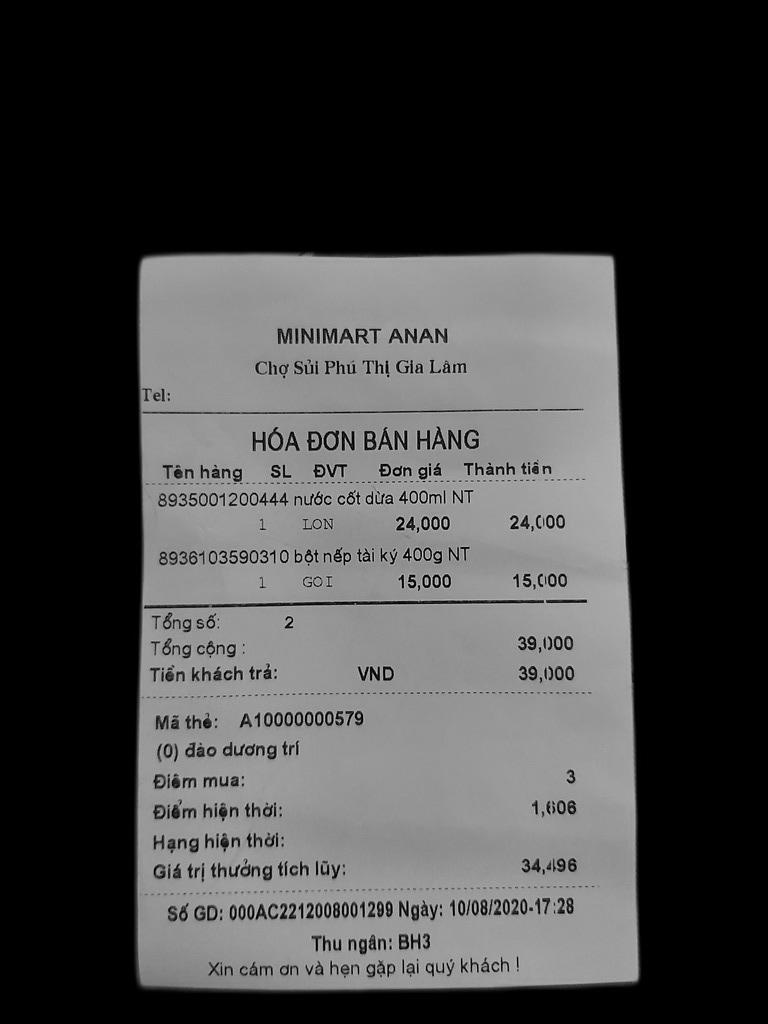 MINIMART ANAN
Chợ Sủi Phú Thị Gia Lâm
Tel:
HÓA ĐƠN BÁN HÀNG
Tên hàng SL ĐVT Đơn giá Thành tiền
8935001200444 nước cốt dừa 400ml NT
1 LON 24,000 24,000
8936103590310 bột nếp tài ký 400g NT
1 GOI 15,000 15,000
Tổng số: 2
Tổng cộng : 39,000
Tiền khách trả: VND 39,000
Mã thẻ: A10000000579
(0) đào dương trí
Điểm mua: 3
Điểm hiện thời: 1,606
Hạng hiện thời:
Giá trị thưởng tích lũy: 34,496
Số GD: 000AC2212008001299 Ngày: 10/08/2020-17:28
Thu ngân: BH3
Xin cám ơn và hẹn gặp lại quý khách !